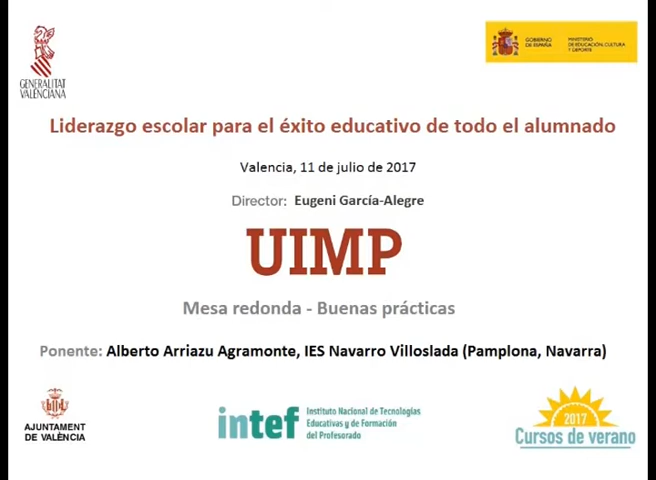 GENERALITAT
VALENCIANA
GOBIERNO
DE ESPAÑA
MINISTERIO
DE EDUCACIÓN, CULTURA
Y DEPORTE
Liderazgo escolar para el éxito educativo de todo el alumnado
Valencia, 11 de julio de 2017
Director: Eugeni García-Alegre
UIMP
Mesa redonda - Buenas prácticas
Ponente: Alberto Arriazu Agramonte, IES Navarro Villoslada (Pamplona, Navarra)
AJUNTAMENT
DE VALÈNCIA
intef
Instituto Nacional de Tecnologías
Educativas y de Formación
del Profesorado
2017
Cursos de verano